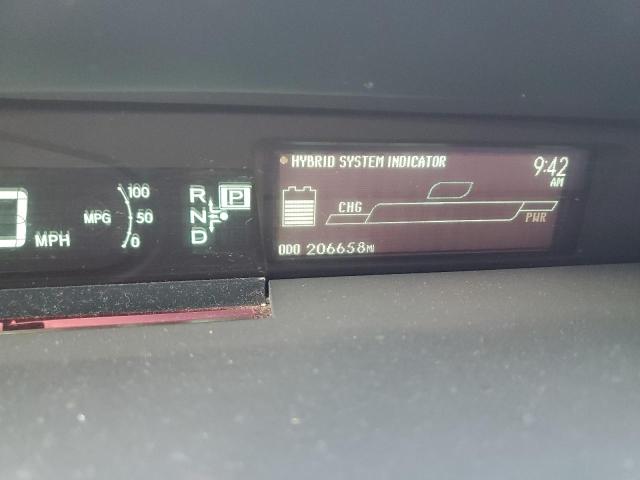 HYBRID SYSTEM INDICATOR
9:42
AM
100
R P
MPG 50
N
CHG
PWR
MPH
0
D
ODO 206658MI